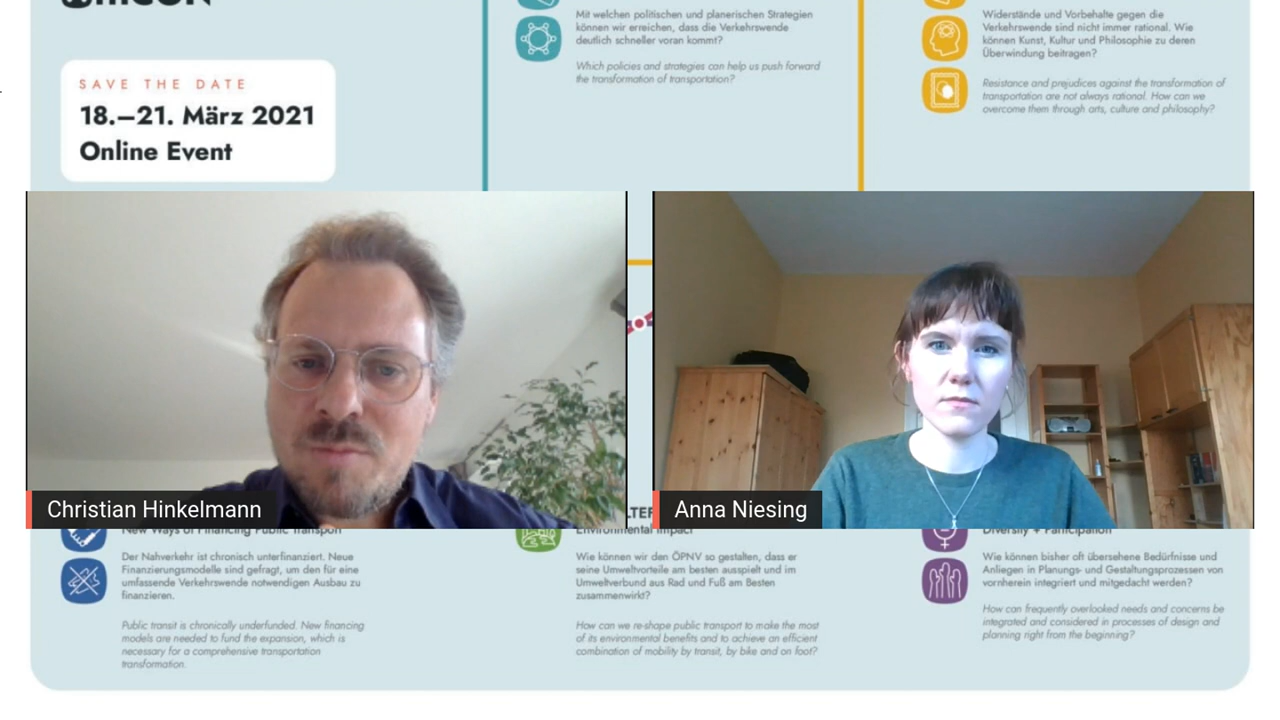 SAVE THE DATE
18.–21. März 2021
Online Event
Mit welchen politischen und planerischen Strategien
können wir erreichen, dass die Verkehrswende
deutlich schneller voran kommt?
Which policies and strategies can help us push forward
the transformation of transportation?
Widerstände und Vorbehalte gegen die
Verkehrswende sind nicht immer rational. Wie
können Kunst, Kultur und Philosophie zu deren
Überwindung beitragen?
Resistance and prejudices against the transformation of
transportation are not always rational. How can we
overcome them through arts, culture and philosophy?
Christian Hinkelmann
Anna Niesing
New Ways of Financing Public Transport
Der Nahverkehr ist chronisch unterfinanziert. Neue
Finanzierungsmodelle sind gefragt, um den für eine
umfassende Verkehrswende notwendigen Ausbau zu
finanzieren.
Public transit is chronically underfunded. New financing
models are needed to fund the expansion, which is
necessary for a comprehensive transportation
transformation.
Environmental Impact
Wie können wir den ÖPNV so gestalten, dass er
seine Umweltvorteile am besten ausspielt und im
Umweltverbund aus Rad und Fuß am Besten
zusammenwirkt?
How can we re-shape public transport to make the most
of its environmental benefits and to achieve an efficient
combination of mobility by transit, by bike and on foot?
Diversity + Participation
Wie können bisher oft übersehene Bedürfnisse und
Anliegen in Planungs- und Gestaltungsprozessen von
vornherein integriert und mitgedacht werden?
How can frequently overlooked needs and concerns be
integrated and considered in processes of design and
planning right from the beginning?